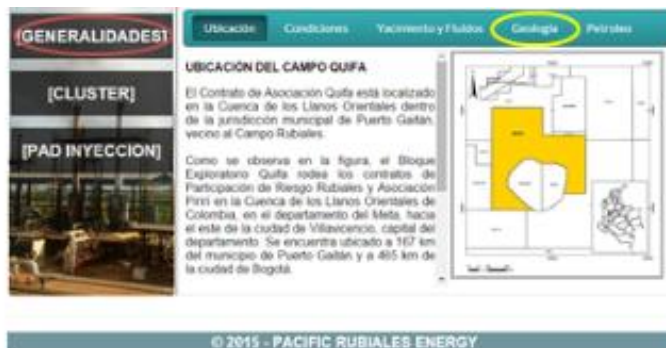 [GENERALIDADES]
[CLUSTER]
[PAD INYECCION]
Ubicación Condiciones Yacimiento y Fluidos Geología Petróleo
UBICACIÓN DEL CAMPO QUIFA
El Contrato de Asociación Quifa está localizado
en la Cuenca de los Llanos Orientales dentro
de la jurisdicción municipal de Puerto Gaitán,
vecino al Campo Rubiales.
Como se observa en la figura, el Bloque
Exploratorio Quifa rodea los contratos de
Participación de Riesgo Rubiales y Asociación
Piriri en la Cuenca de los Llanos Orientales de
Colombia, en el departamento del Meta, hacia
el este de la ciudad de Villavicencio, capital del
departamento. Se encuentra ubicado a 167 km
del municipio de Puerto Gaitán y a 465 km de
la ciudad de Bogotá.
© 2015 - PACIFIC RUBIALES ENERGY